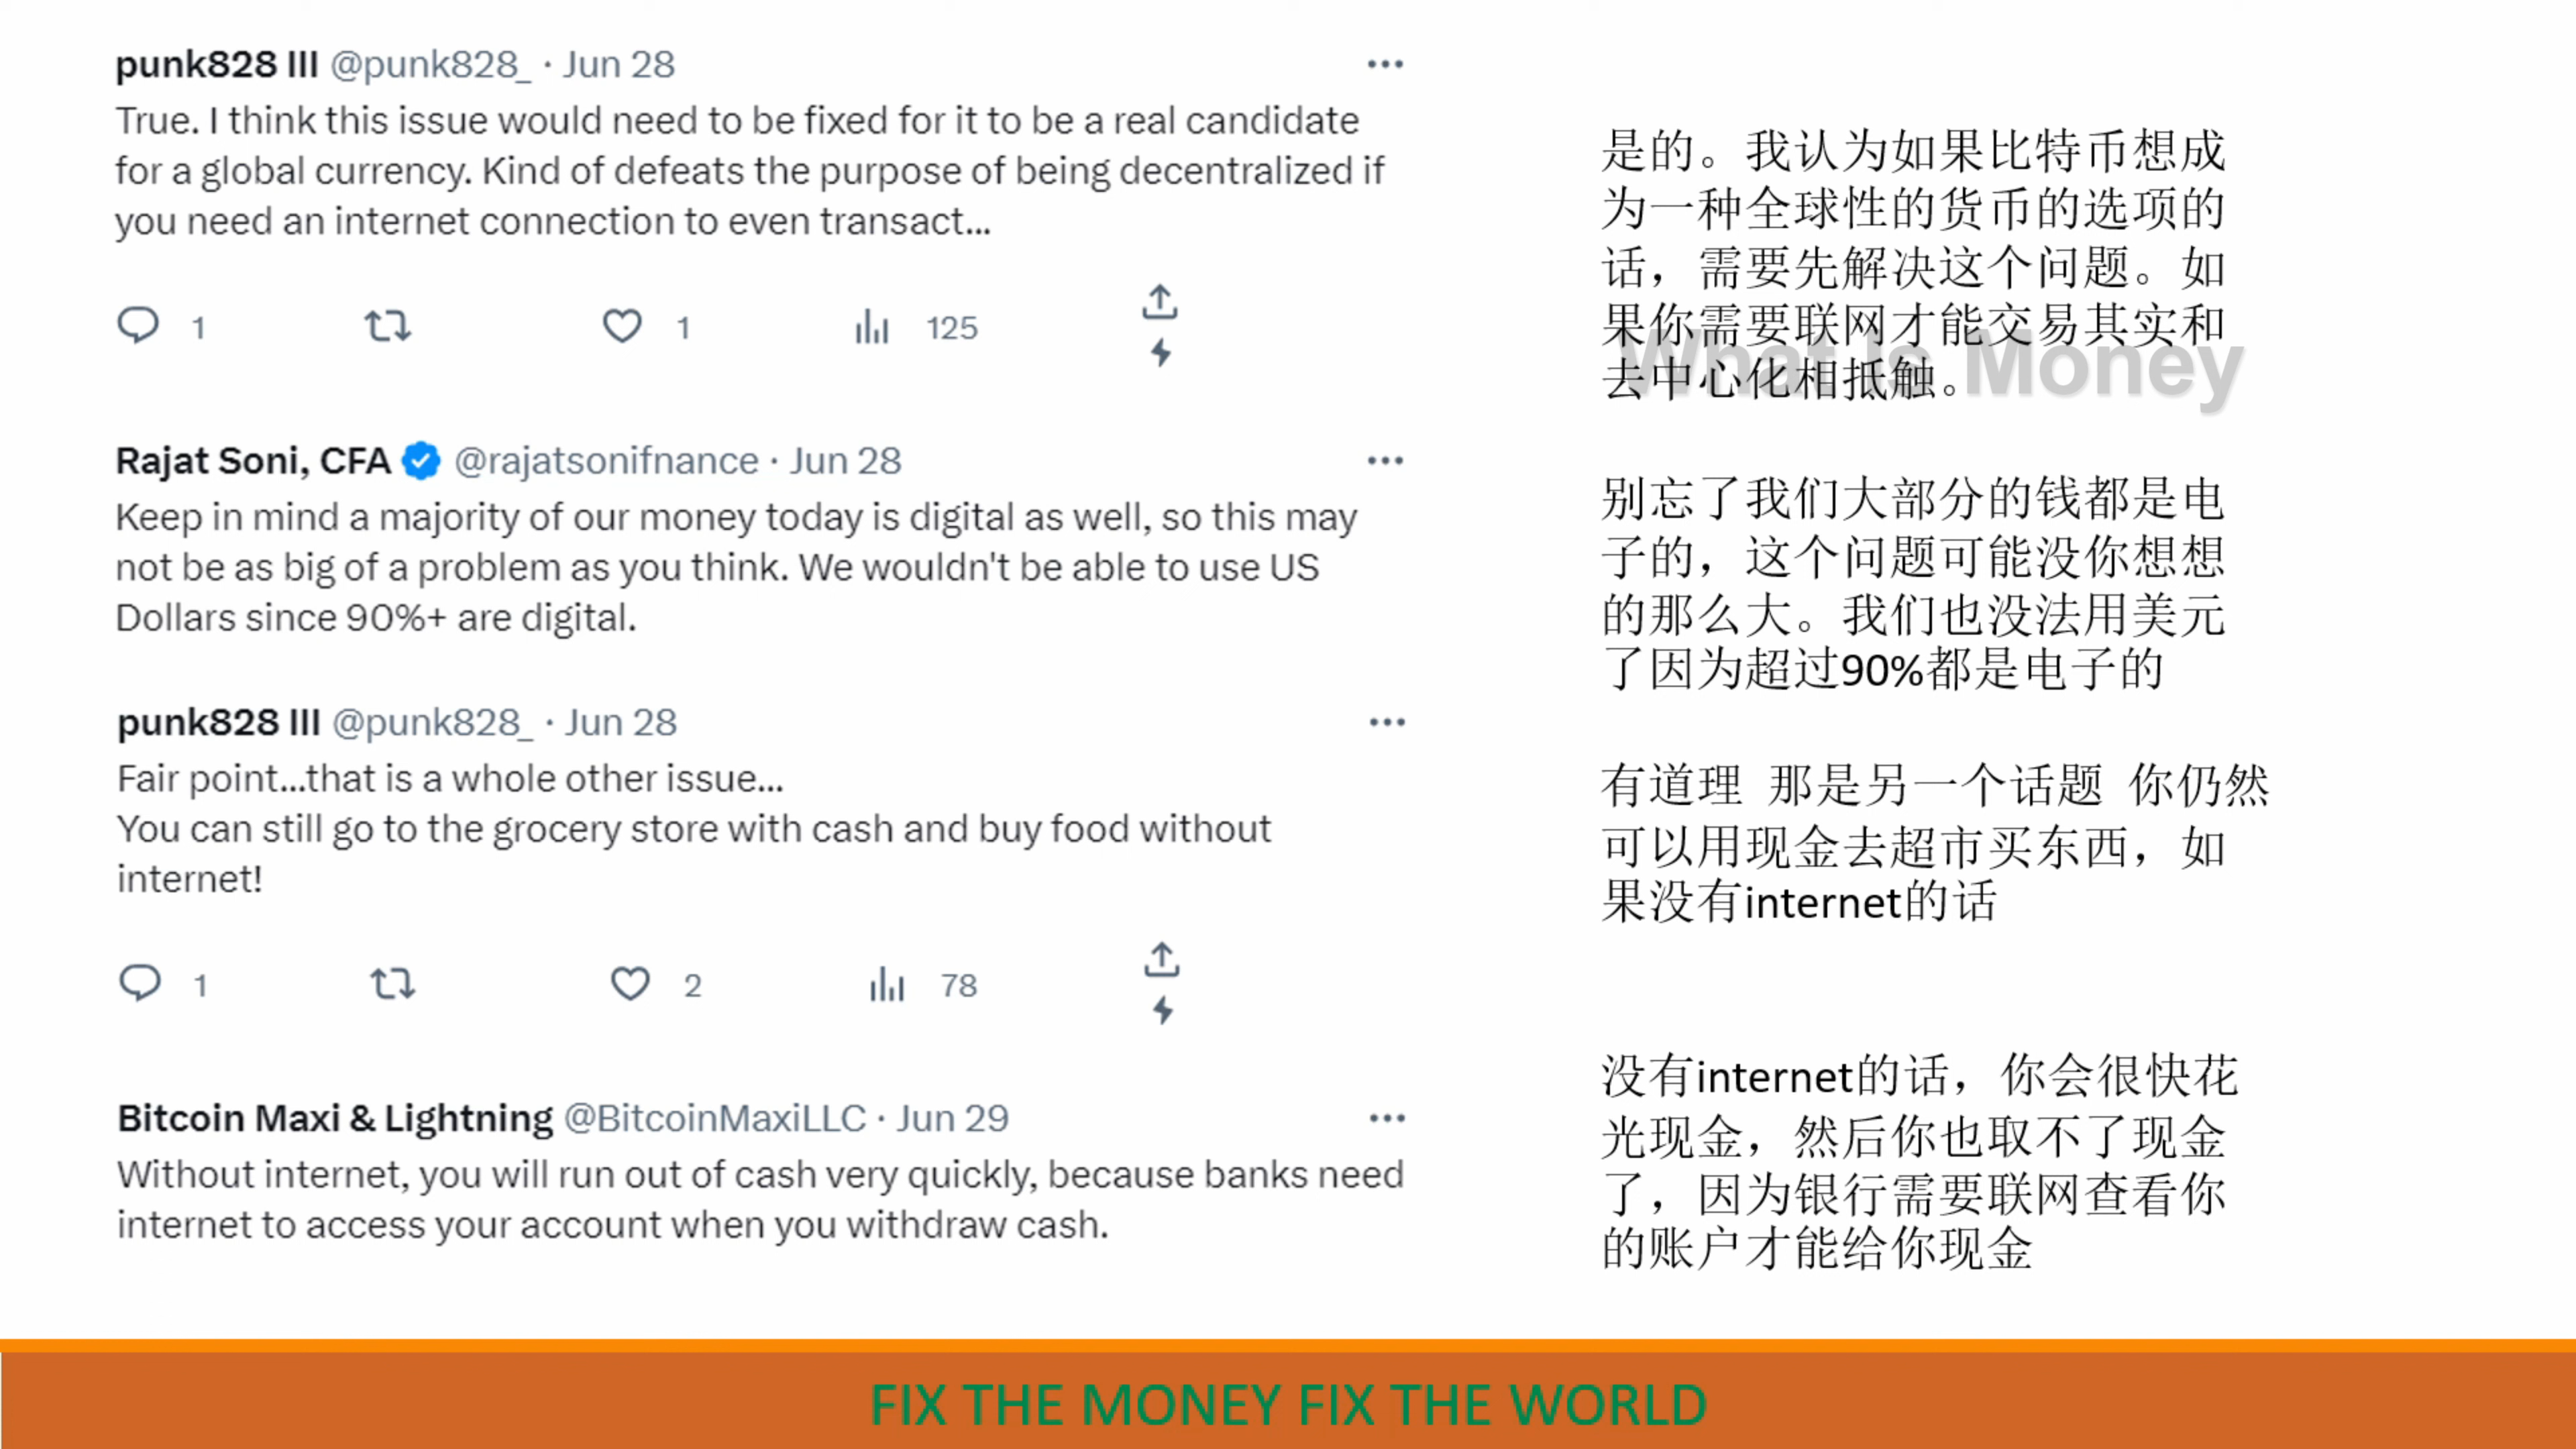 punk828 III @punk828_ · Jun 28
True. I think this issue would need to be fixed for it to be a real candidate
for a global currency. Kind of defeats the purpose of being decentralized if
you need an internet connection to even transact...
1 1 125
Rajat Soni, CFA @rajatsonifnance · Jun 28
Keep in mind a majority of our money today is digital as well, so this may
not be as big of a problem as you think. We wouldn't be able to use US
Dollars since 90%+ are digital.
punk828 III @punk828_ · Jun 28
Fair point...that is a whole other issue...
You can still go to the grocery store with cash and buy food without
internet!
1 2 78
Bitcoin Maxi & Lightning @BitcoinMaxiLLC · Jun 29
Without internet, you will run out of cash very quickly, because banks need
internet to access your account when you withdraw cash.
是的。我认为如果比特币想成
为一种全球性的货币的选项的
话，需要先解决这个问题。如
果你需要联网才能交易其实和
去中心化相抵触。
What Is Money
别忘了我们大部分的钱都是电
子的，这个问题可能没你想想
的那么大。我们也没法用美元
了因为超过90%都是电子的
有道理 那是另一个话题 你仍然
可以用现金去超市买东西，如
果没有internet的话
没有internet的话，你会很快花
光现金，然后你也取不了现金
了，因为银行需要联网查看你
的账户才能给你现金
FIX THE MONEY FIX THE WORLD